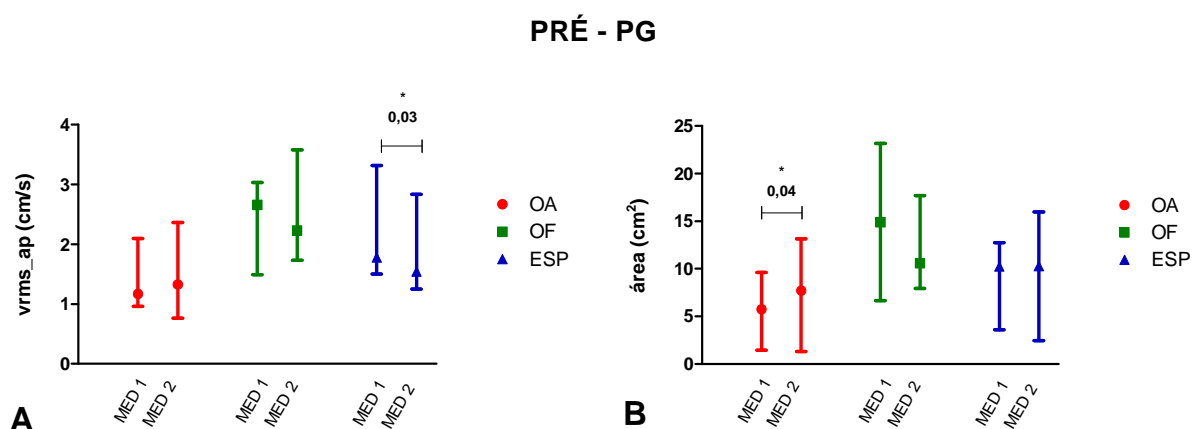 PRÉ - PG
vrms_ap (cm/s)
4
3
2
1
0
*
0,03
MED 1
MED 2
MED 1
MED 2
MED 1
MED 2
OA
OF
ESP
A
área (cm²)
25
20
15
10
5
0
*
0,04
MED 1
MED 2
MED 1
MED 2
MED 1
MED 2
OA
OF
ESP
B